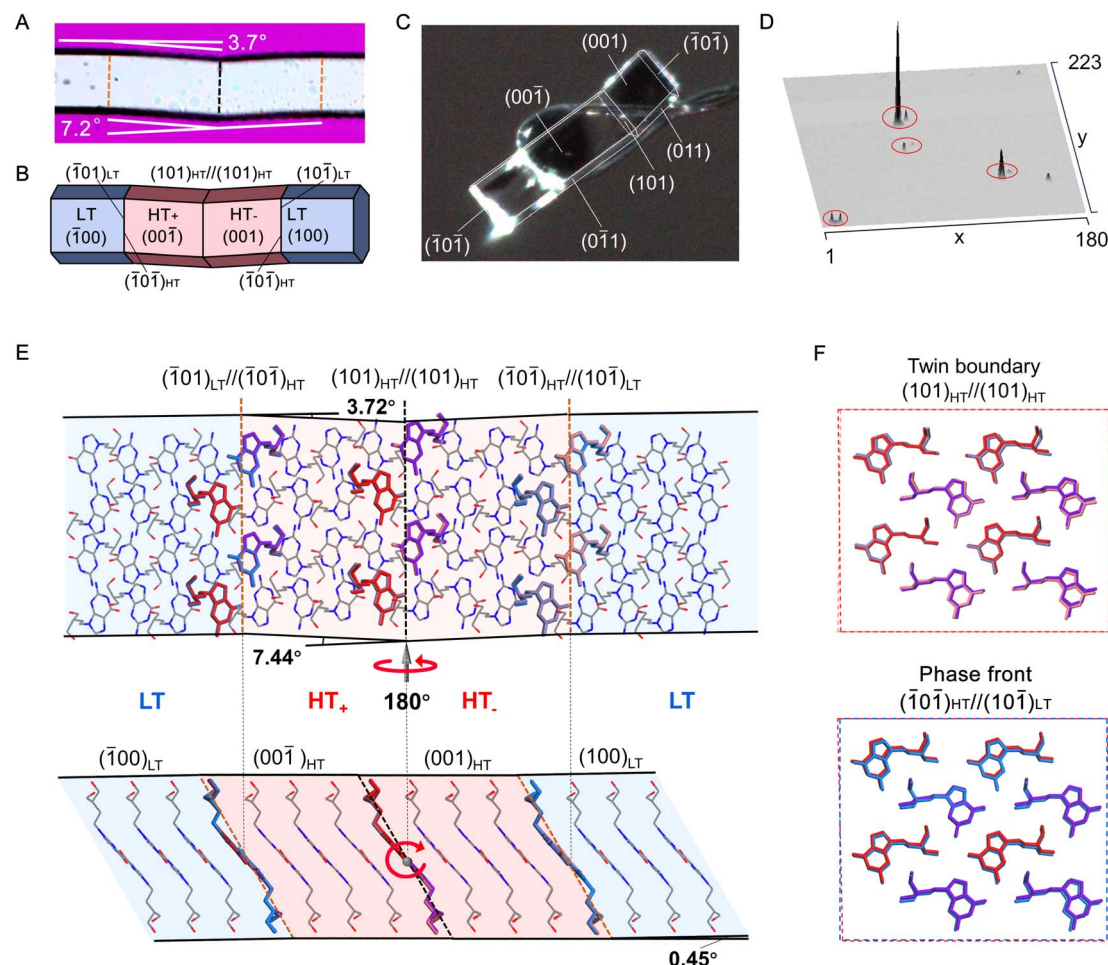 A
3.7°
7.2°
B
(1̄01)LT
(101)HT//(101)HT
(101̄)LT
LT
(1̄00)
HT+
(001̄)
HT-
(001)
LT
(100)
(1̄01̄)HT
(1̄01̄)HT
C
(001)
(1̄01̄)
(001̄)
(011)
(101)
(01̄1)
(1̄01̄)
D
223
y
x
1
180
E
(1̄01)LT//(1̄01̄)HT
(101)HT//(101)HT
(1̄01̄)HT//(101̄)LT
3.72°
7.44°
180°
LT
HT+
HT-
LT
(1̄00)LT
(001̄)HT
(001)HT
(100)LT
0.45°
F
Twin boundary
(101)HT//(101)HT
Phase front
(1̄01̄)HT//(101̄)LT